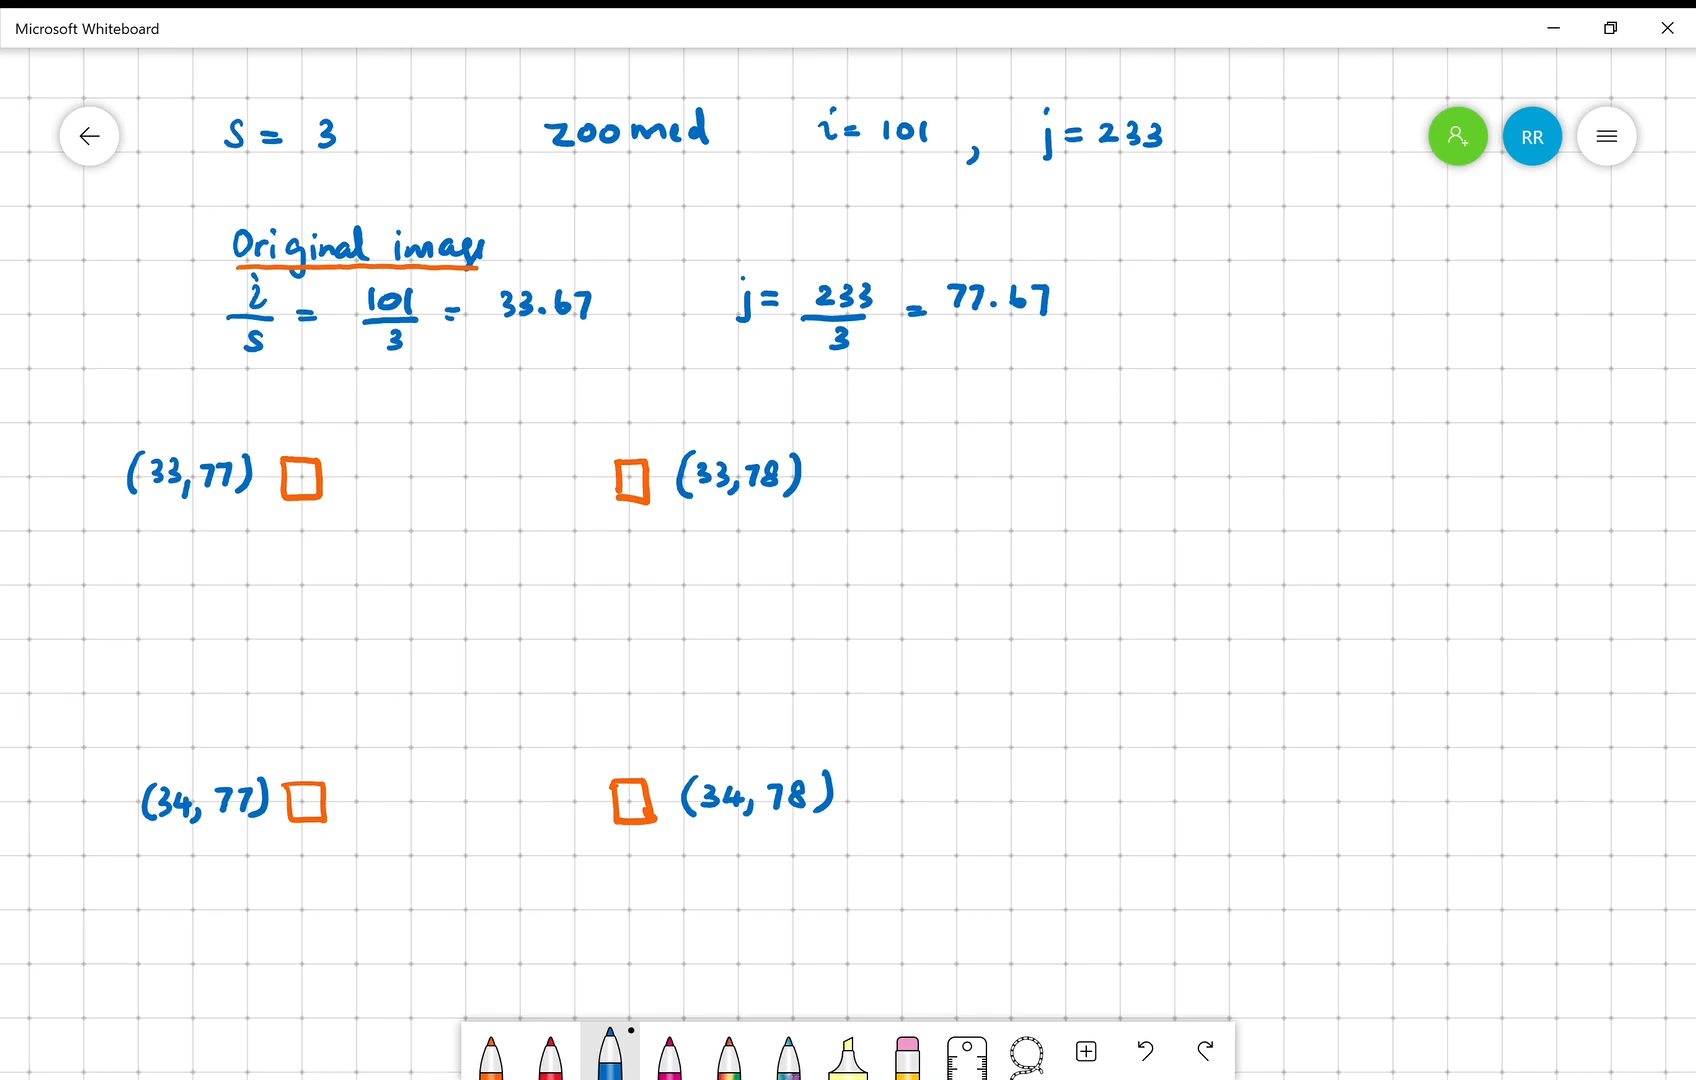 Microsoft Whiteboard
S = 3 zoomed i = 101 , j = 233
RR
Original image
i/s = 101/3 = 33.67 j = 233/3 = 77.67
(33,77) (33,78)
(34,77) (34,78)